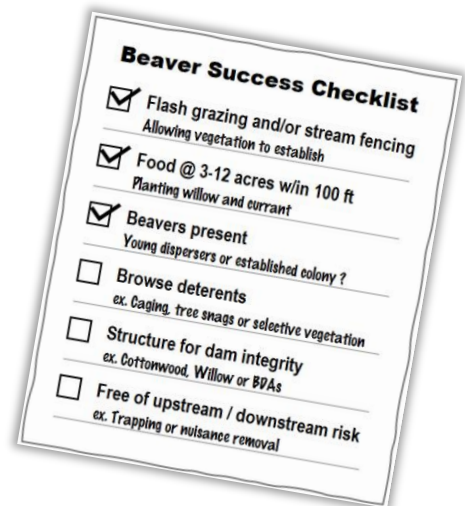 Beaver Success Checklist
Flash grazing and/or stream fencing
Allowing vegetation to establish
Food @ 3-12 acres w/in 100 ft
Planting willow and currant
Beavers present
Young dispersers or established colony ?
Browse deterents
ex. Caging, tree snags or selective vegetation
Structure for dam integrity
ex. Cottonwood, Willow or BDAs
Free of upstream / downstream risk
ex. Trapping or nuisance removal